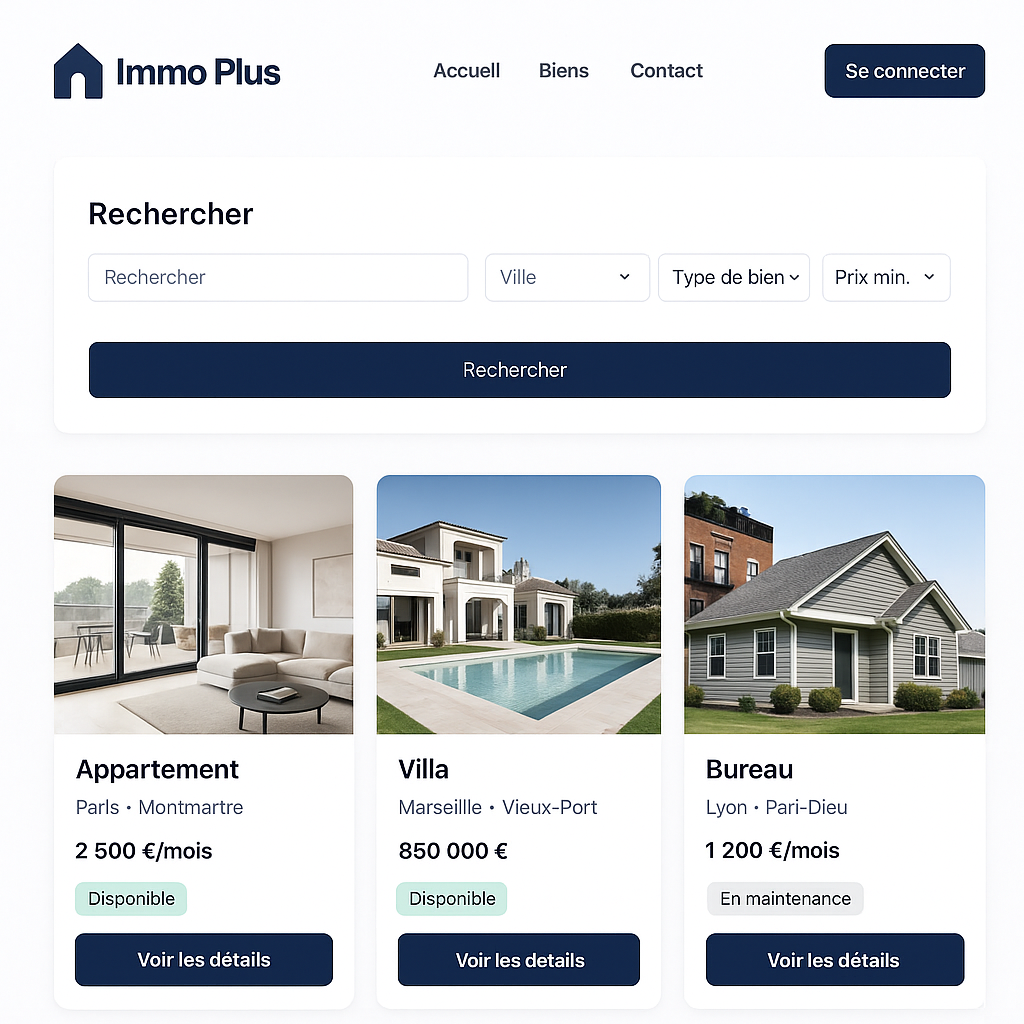 Immo Plus
Accueil Biens Contact Se connecter
Rechercher
Rechercher Ville Type de bien Prix min.
Rechercher
Appartement
Parls • Montmartre
2 500 €/mois
Disponible
Voir les détails
Villa
Marseillle • Vieux-Port
850 000 €
Disponible
Voir les details
Bureau
Lyon • Pari-Dieu
1 200 €/mois
En maintenance
Voir les détails